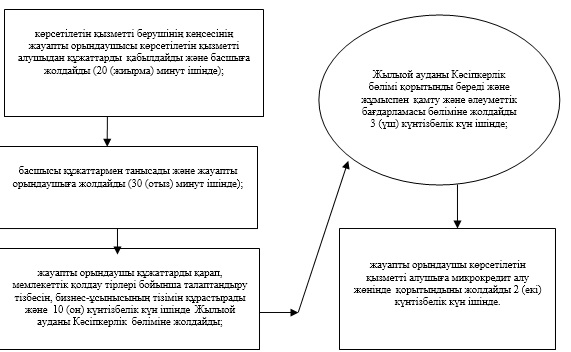 көрсетілетін қызметті берушінің кеңсесінің
жауапты орындаушысы көрсетілетін қызметті
алушыдан құжаттарды қабылдайды және басшыға
жолдайды (20 (жиырма) минут ішінде);
басшысы құжаттармен танысады және жауапты
орындаушыға жолдайды (30 (отыз) минут ішінде);
жауапты орындаушы құжаттарды қарап,
мемлекеттік қолдау тірлері бойынша талаптандыру
тізбесін, бизнес-ұсынысының тізімін құрастырады
және 10 (он) күнтізбелік күн ішінде Жылыой
ауданы Кәсіпкерлік бөліміне жолдайды;
Жылыой ауданы Кәсіпкерлік
бөлімі қорытынды береді және
жұмыспен қамту және әлеуметтік
бағдарламасы бөліміне жолдайды
3 (үш) күнтізбелік күн ішінде;
жауапты орындаушы көрсетілетін
қызметті алушыға микрокредит алу
жөнінде қорытындыны жолдайды 2 (екі)
күнтізбелік күн ішінде.